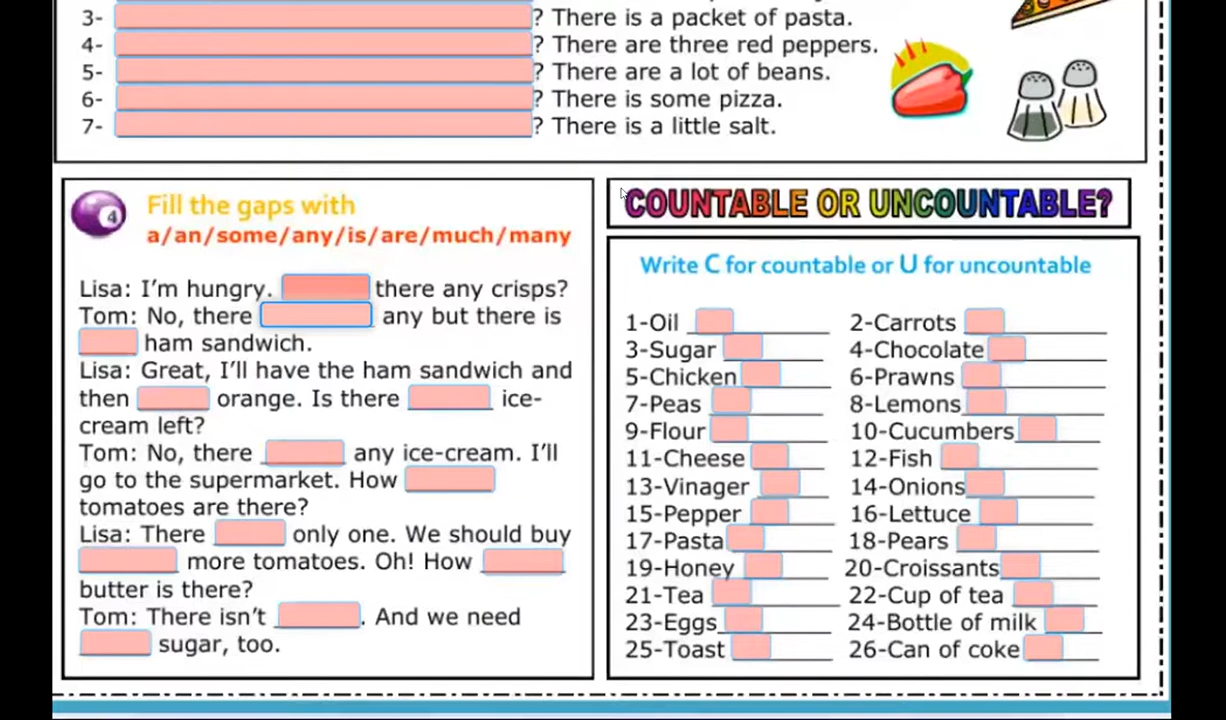 3- ? There is a packet of pasta.
4- ? There are three red peppers.
5- ? There are a lot of beans.
6- ? There is some pizza.
7- ? There is a little salt.
4
Fill the gaps with
a/an/some/any/is/are/much/many
Lisa: I'm hungry. there any crisps?
Tom: No, there any but there is
ham sandwich.
Lisa: Great, I'll have the ham sandwich and
then orange. Is there ice-
cream left?
Tom: No, there any ice-cream. I'll
go to the supermarket. How
tomatoes are there?
Lisa: There only one. We should buy
more tomatoes. Oh! How
butter is there?
Tom: There isn't . And we need
sugar, too.
COUNTABLE OR UNCOUNTABLE?
Write C for countable or U for uncountable
1-Oil 2-Carrots
3-Sugar 4-Chocolate
5-Chicken 6-Prawns
7-Peas 8-Lemons
9-Flour 10-Cucumbers
11-Cheese 12-Fish
13-Vinager 14-Onions
15-Pepper 16-Lettuce
17-Pasta 18-Pears
19-Honey 20-Croissants
21-Tea 22-Cup of tea
23-Eggs 24-Bottle of milk
25-Toast 26-Can of coke